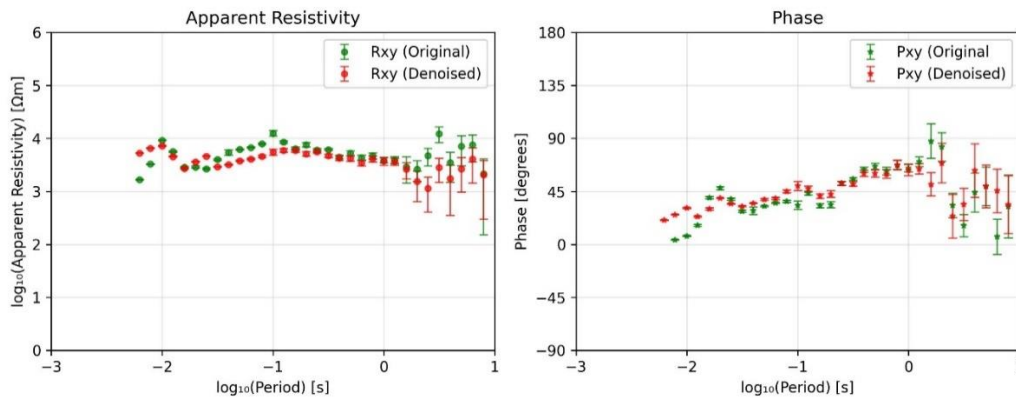 Apparent Resistivity
log₁₀(Apparent Resistivity) [Ωm]
6
5
4
3
2
1
0
Rxy (Original)
Rxy (Denoised)
−3
−2
−1
0
1
log₁₀(Period) [s]
Phase
Phase [degrees]
180
135
90
45
0
−45
−90
Pxy (Original
Pxy (Denoised)
−3
−2
−1
0
1
log₁₀(Period) [s]